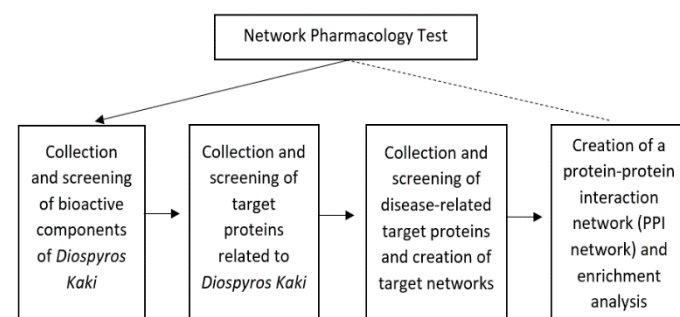 Network Pharmacology Test
Collection
and screening
of bioactive
components
of Diospyros
Kaki
Collection and
screening of
target
proteins
related to
Diospyros Kaki
Collection and
screening of
disease-related
target proteins
and creation of
target networks
Creation of a
protein-protein
interaction
network (PPI
network) and
enrichment
analysis